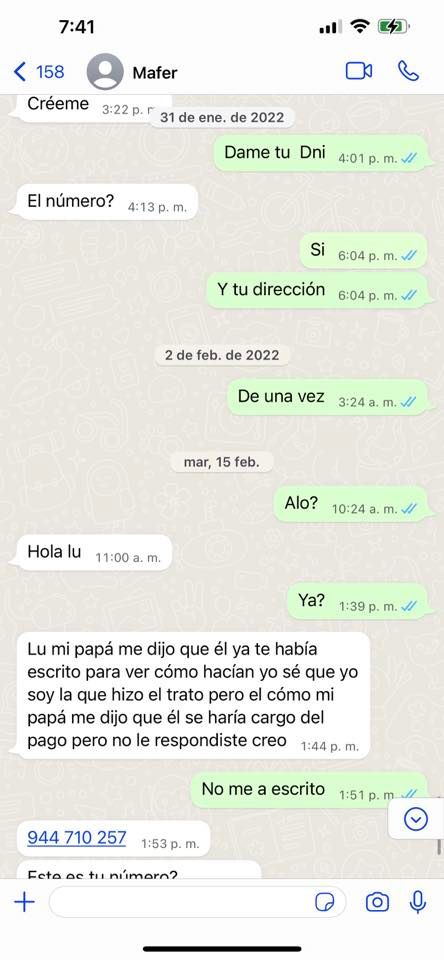 7:41
158
Mafer
Créeme 3:22 p.
31 de ene. de 2022
Dame tu Dni 4:01 p. m.
El número? 4:13 p. m.
Si 6:04 p. m.
Y tu dirección 6:04 p. m.
2 de feb. de 2022
De una vez 3:24 a. m.
mar, 15 feb.
Alo? 10:24 a. m.
Hola lu 11:00 a. m.
Ya? 1:39 p. m.
Lu mi papá me dijo que él ya te había
escrito para ver cómo hacían yo sé que yo
soy la que hizo el trato pero el cómo mi
papá me dijo que él se haría cargo del
pago pero no le respondiste creo 1:44 p. m.
No me a escrito 1:51 p. m
944 710 257 1:53 p. m.
Este es tu número?